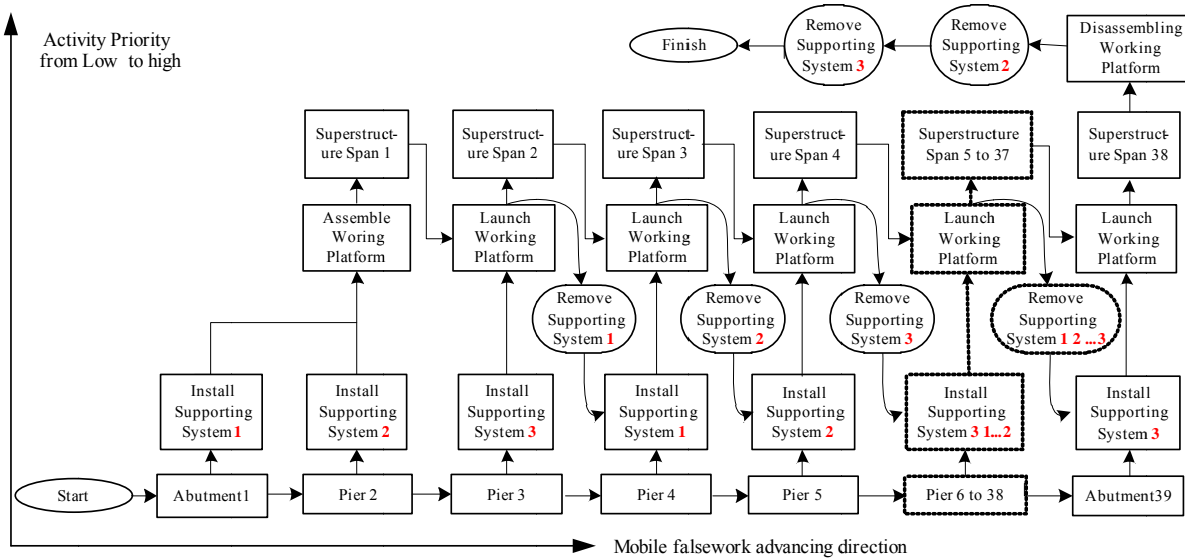 Activity Priority
from Low to high
Finish
Remove
Supporting
System 3
Remove
Supporting
System 2
Disassembling
Working
Platform
Superstruct-
ure Span 1
Superstruct-
ure Span 2
Superstruct-
ure Span 3
Superstruct-
ure Span 4
Superstructure
Span 5 to 37
Superstruct-
ure Span 38
Assemble
Woring
Platform
Launch
Working
Platform
Launch
Working
Platform
Launch
Working
Platform
Launch
Working
Platform
Launch
Working
Platform
Remove
Supporting
System 1
Remove
Supporting
System 2
Remove
Supporting
System 3
Remove
Supporting
System 1 2 ...3
Install
Supporting
System 1
Install
Supporting
System 2
Install
Supporting
System 3
Install
Supporting
System 1
Install
Supporting
System 2
Install
Supporting
System 3 1...2
Install
Supporting
System 3
Start
Abutment1
Pier 2
Pier 3
Pier 4
Pier 5
Pier 6 to 38
Abutment39
Mobile falsework advancing direction